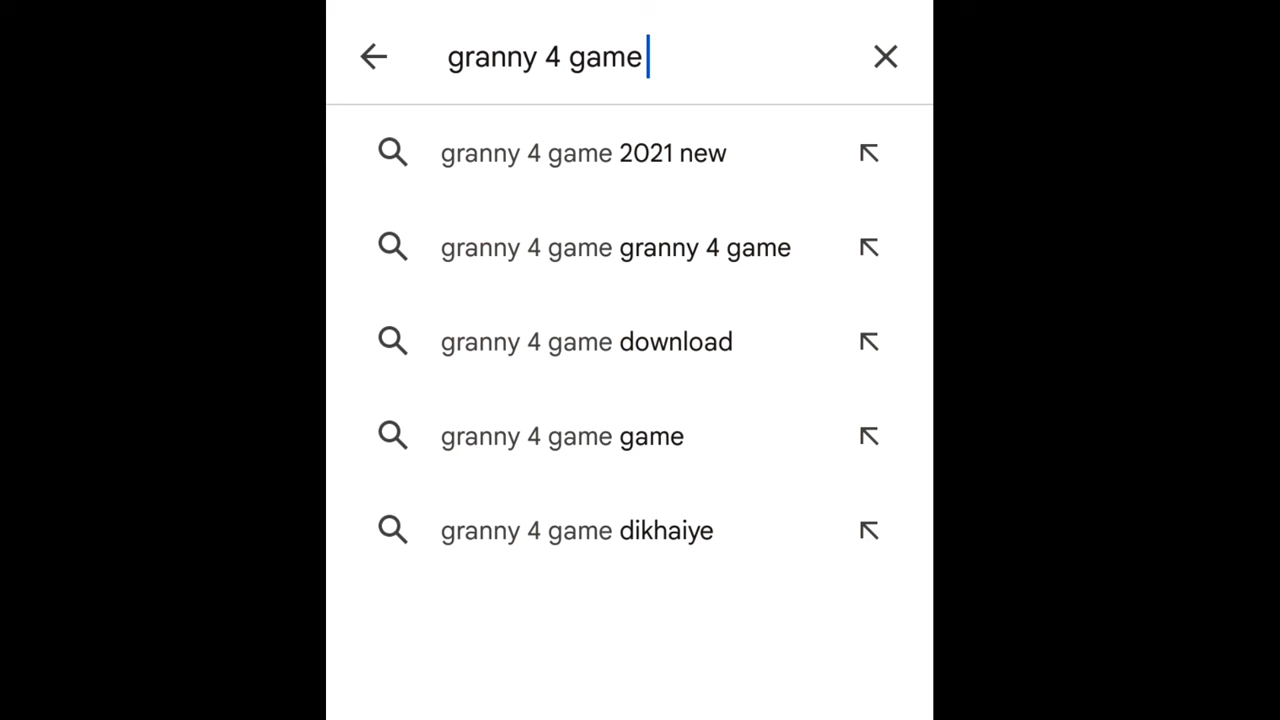 granny 4 game
granny 4 game 2021 new
granny 4 game granny 4 game
granny 4 game download
granny 4 game game
granny 4 game dikhaiye